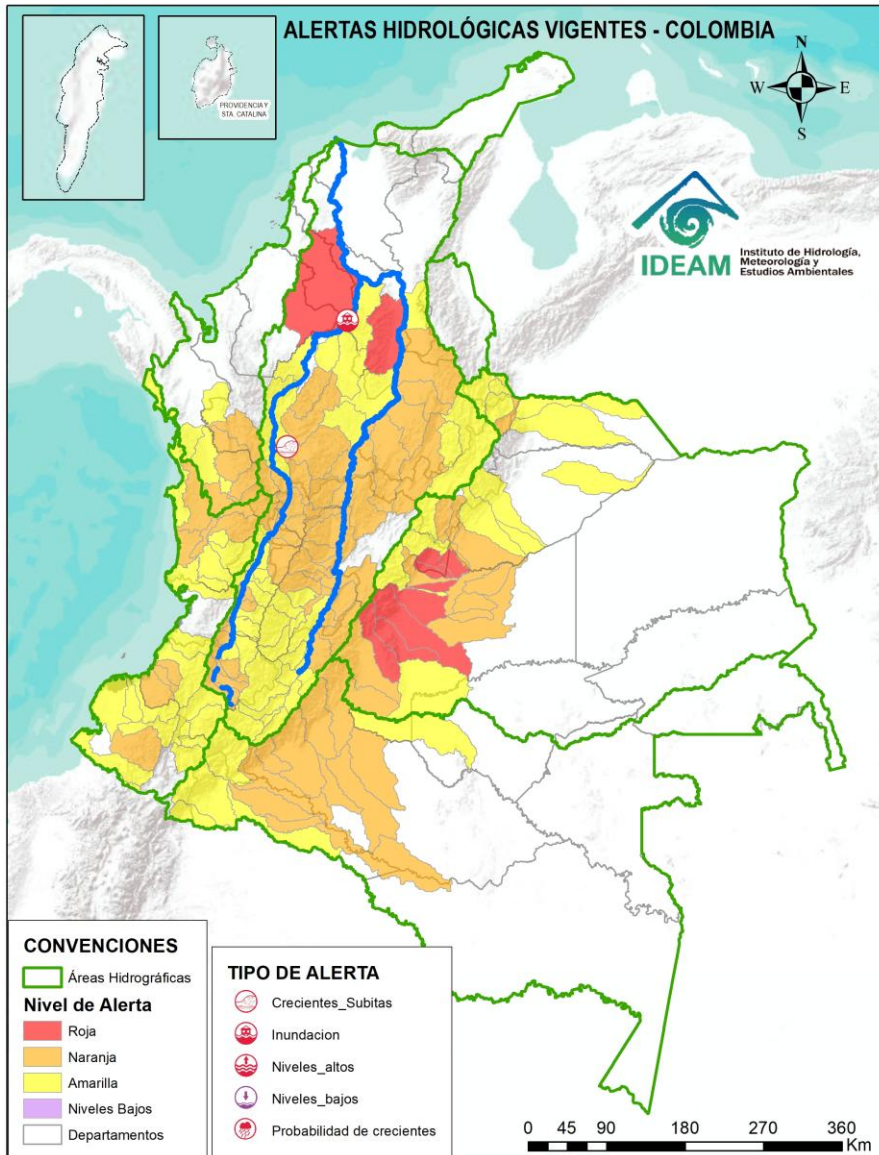 ALERTAS HIDROLÓGICAS VIGENTES - COLOMBIA
PROVIDENCIA Y
STA. CATALINA
N
W
E
S
IDEAM
Instituto de Hidrología,
Meteorología y
Estudios Ambientales
CONVENCIONES
Áreas Hidrográficas
Nivel de Alerta
Roja
Naranja
Amarilla
Niveles Bajos
Departamentos
TIPO DE ALERTA
Crecientes_Subitas
Inundacion
Niveles_altos
Niveles_bajos
Probabilidad de crecientes
0 45 90 180 270 360
Km